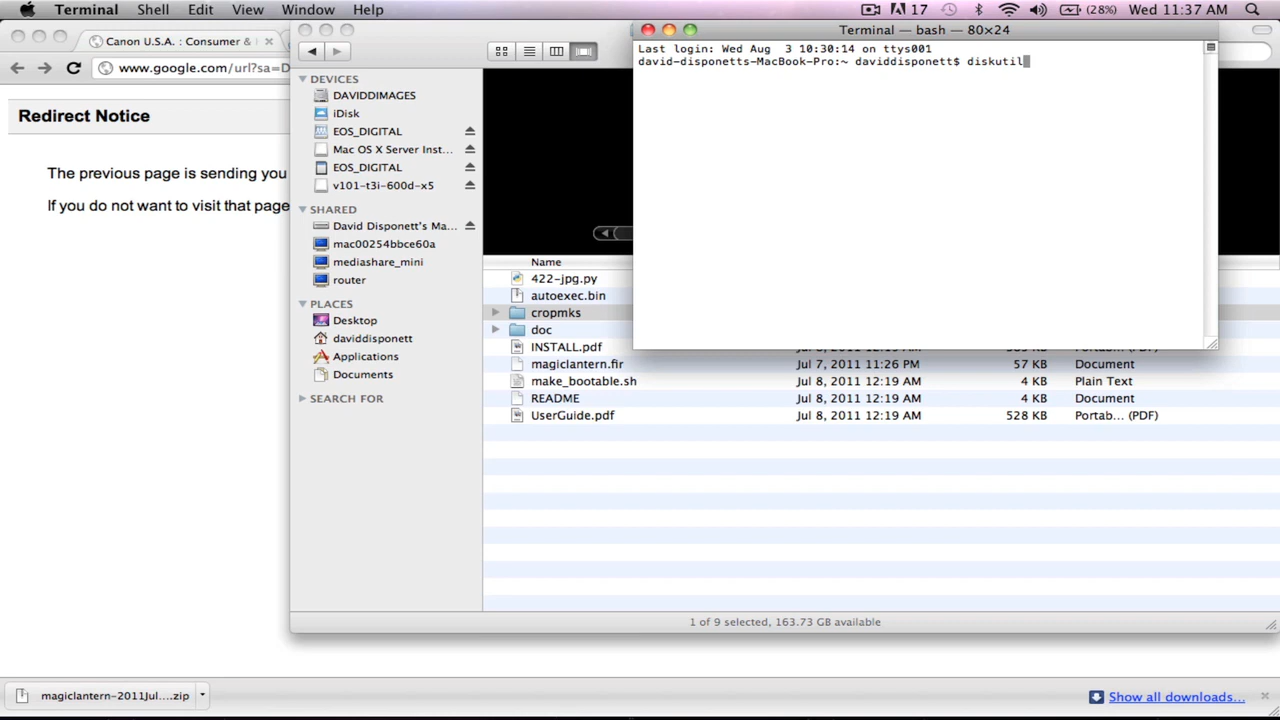 Terminal Shell Edit View Window Help 17 (28%) Wed 11:37 AM
Canon U.S.A. : Consumer &
www.google.com/url?sa=D
Redirect Notice
The previous page is sending you
If you do not want to visit that page
DEVICES
DAVIDDIMAGES
iDisk
EOS_DIGITAL
Mac OS X Server Inst...
EOS_DIGITAL
v101-t3i-600d-x5
SHARED
David Disponett's Ma...
mac00254bbce60a
mediashare_mini
router
PLACES
Desktop
daviddisponett
Applications
Documents
SEARCH FOR
Terminal — bash — 80×24
Last login: Wed Aug  3 10:30:14 on ttys001
david-disponetts-MacBook-Pro:~ daviddisponett$ diskutil
Name
422-jpg.py
autoexec.bin
cropmks
doc
INSTALL.pdf
magiclantern.fir Jul 7, 2011 11:26 PM 57 KB Document
make_bootable.sh Jul 8, 2011 12:19 AM 4 KB Plain Text
README Jul 8, 2011 12:19 AM 4 KB Document
UserGuide.pdf Jul 8, 2011 12:19 AM 528 KB Portab... (PDF)
1 of 9 selected, 163.73 GB available
magiclantern-2011Jul....zip
Show all downloads...